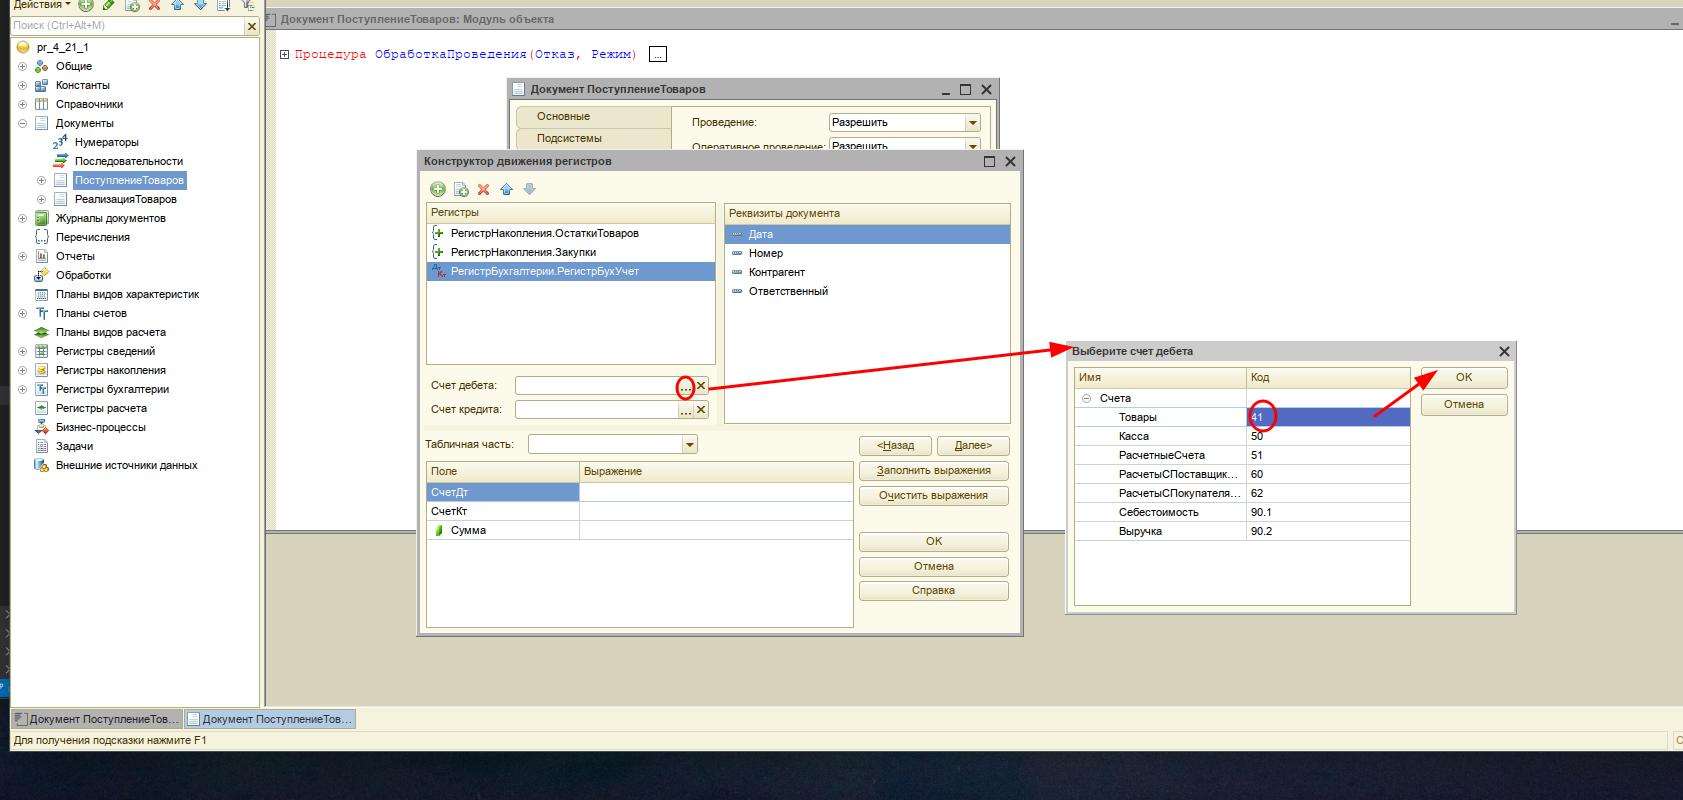 Действия
Поиск (Ctrl+Alt+M)
pr_4_21_1
Общие
Константы
Справочники
Документы
Нумераторы
Последовательности
ПоступлениеТоваров
РеализацияТоваров
Журналы документов
Перечисления
Отчеты
Обработки
Планы видов характеристик
Планы счетов
Планы видов расчета
Регистры сведений
Регистры накопления
Регистры бухгалтерии
Регистры расчета
Бизнес-процессы
Задачи
Внешние источники данных
Документ ПоступлениеТоваров: Модуль объекта
Процедура ОбработкаПроведения(Отказ, Режим) ...
Документ ПоступлениеТоваров
Основные
Подсистемы
Проведение: Разрешить
Оперативное проведение: Разрешить
Конструктор движения регистров
Регистры
РегистрНакопления.ОстаткиТоваров
РегистрНакопления.Закупки
РегистрБухгалтерии.РегистрБухУчет
Реквизиты документа
Дата
Номер
Контрагент
Ответственный
Счет дебета: ...
Счет кредита: ...
Табличная часть:
<Назад Далее>
Заполнить выражения
Очистить выражения
Поле Выражение
СчетДт
СчетКт
Сумма
OK
Отмена
Справка
Выберите счет дебета
Имя Код
Счета
Товары 41
Касса 50
РасчетныеСчета 51
РасчетыСПоставщик... 60
РасчетыСПокупателя... 62
Себестоимость 90.1
Выручка 90.2
OK
Отмена
Документ ПоступлениеТов...
Документ ПоступлениеТов...
Для получения подсказки нажмите F1